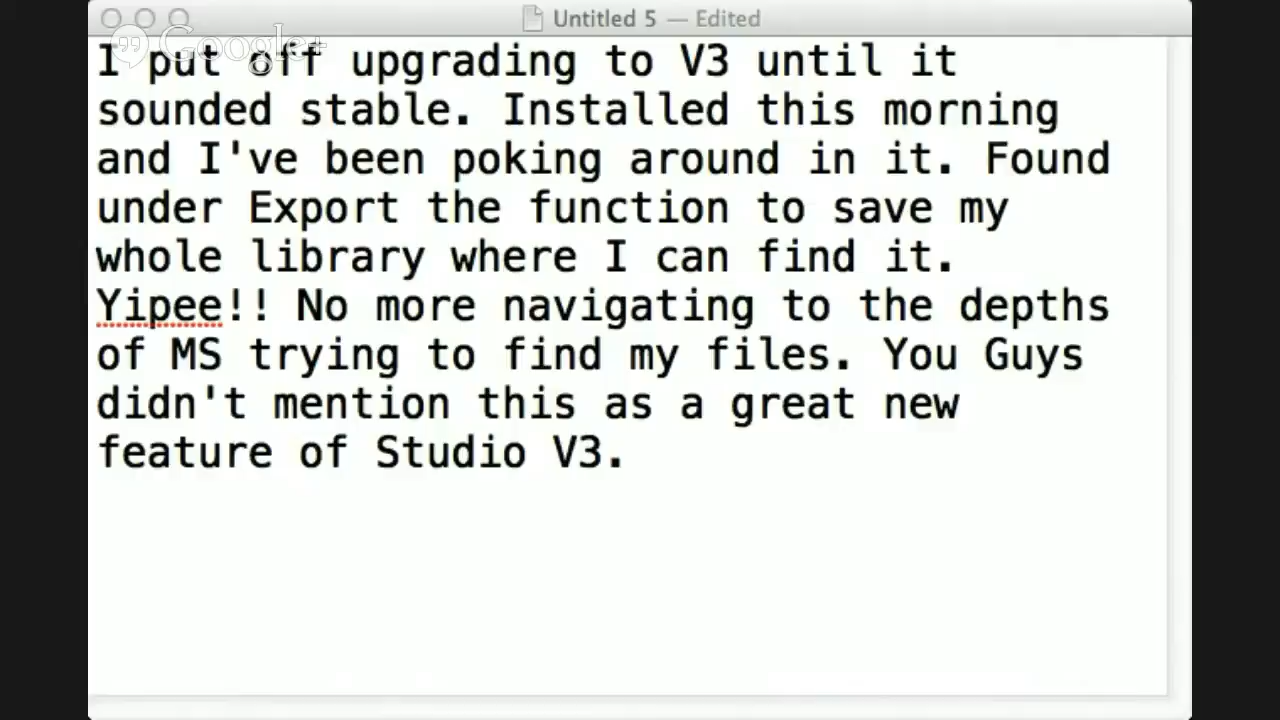 Untitled 5 — Edited
Google+
I put off upgrading to V3 until it
sounded stable. Installed this morning
and I've been poking around in it. Found
under Export the function to save my
whole library where I can find it.
Yipee!! No more navigating to the depths
of MS trying to find my files. You Guys
didn't mention this as a great new
feature of Studio V3.